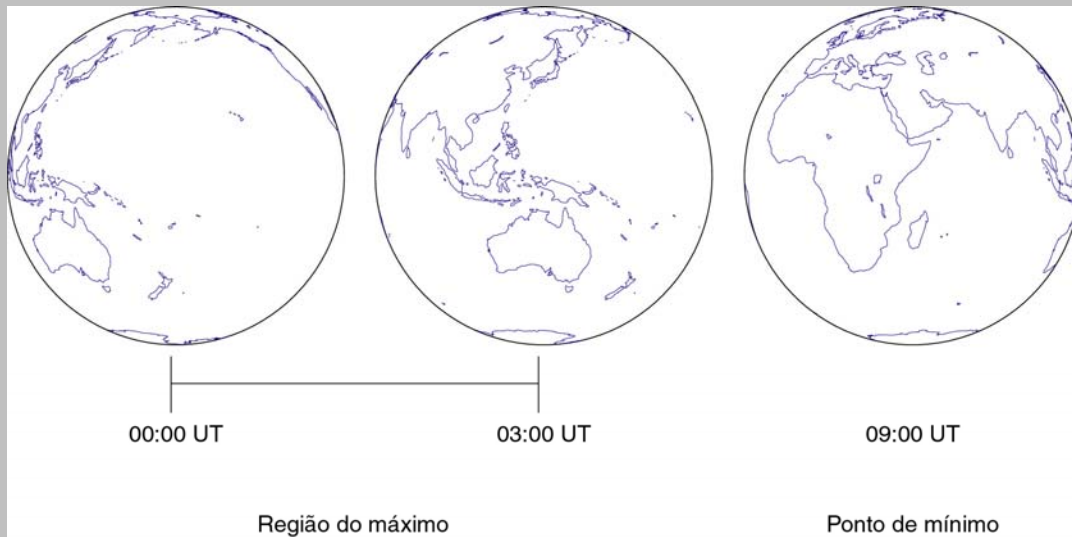 00:00 UT
03:00 UT
09:00 UT
Região do máximo
Ponto de mínimo